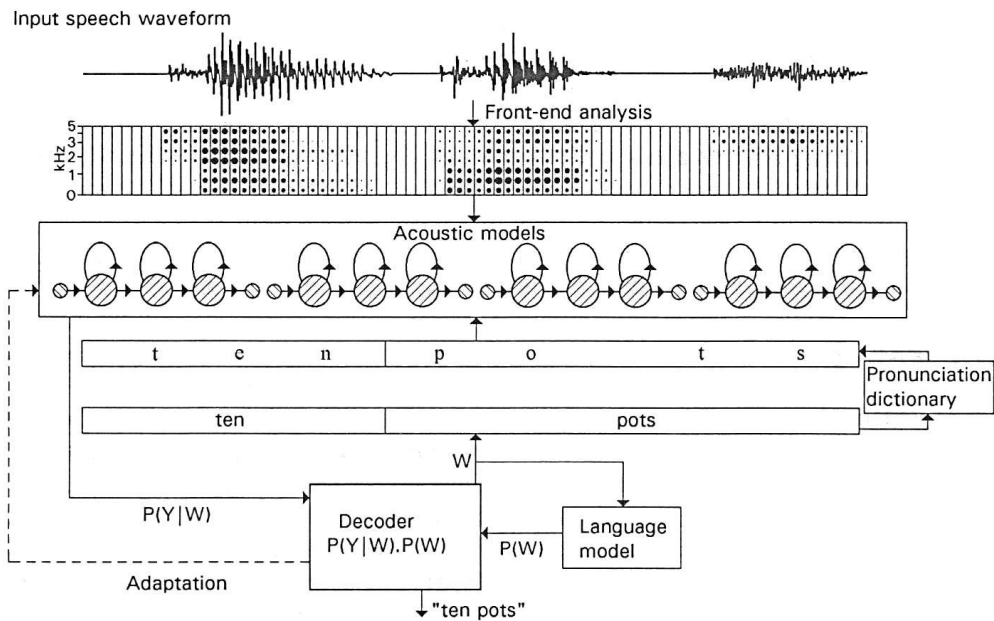 Input speech waveform
Front-end analysis
5
3
2
1
0
kHz
Acoustic models
t e n p o t s
Pronunciation
dictionary
ten pots
W
P(Y|W)
Decoder
P(Y|W).P(W)
P(W)
Language
model
Adaptation
"ten pots"